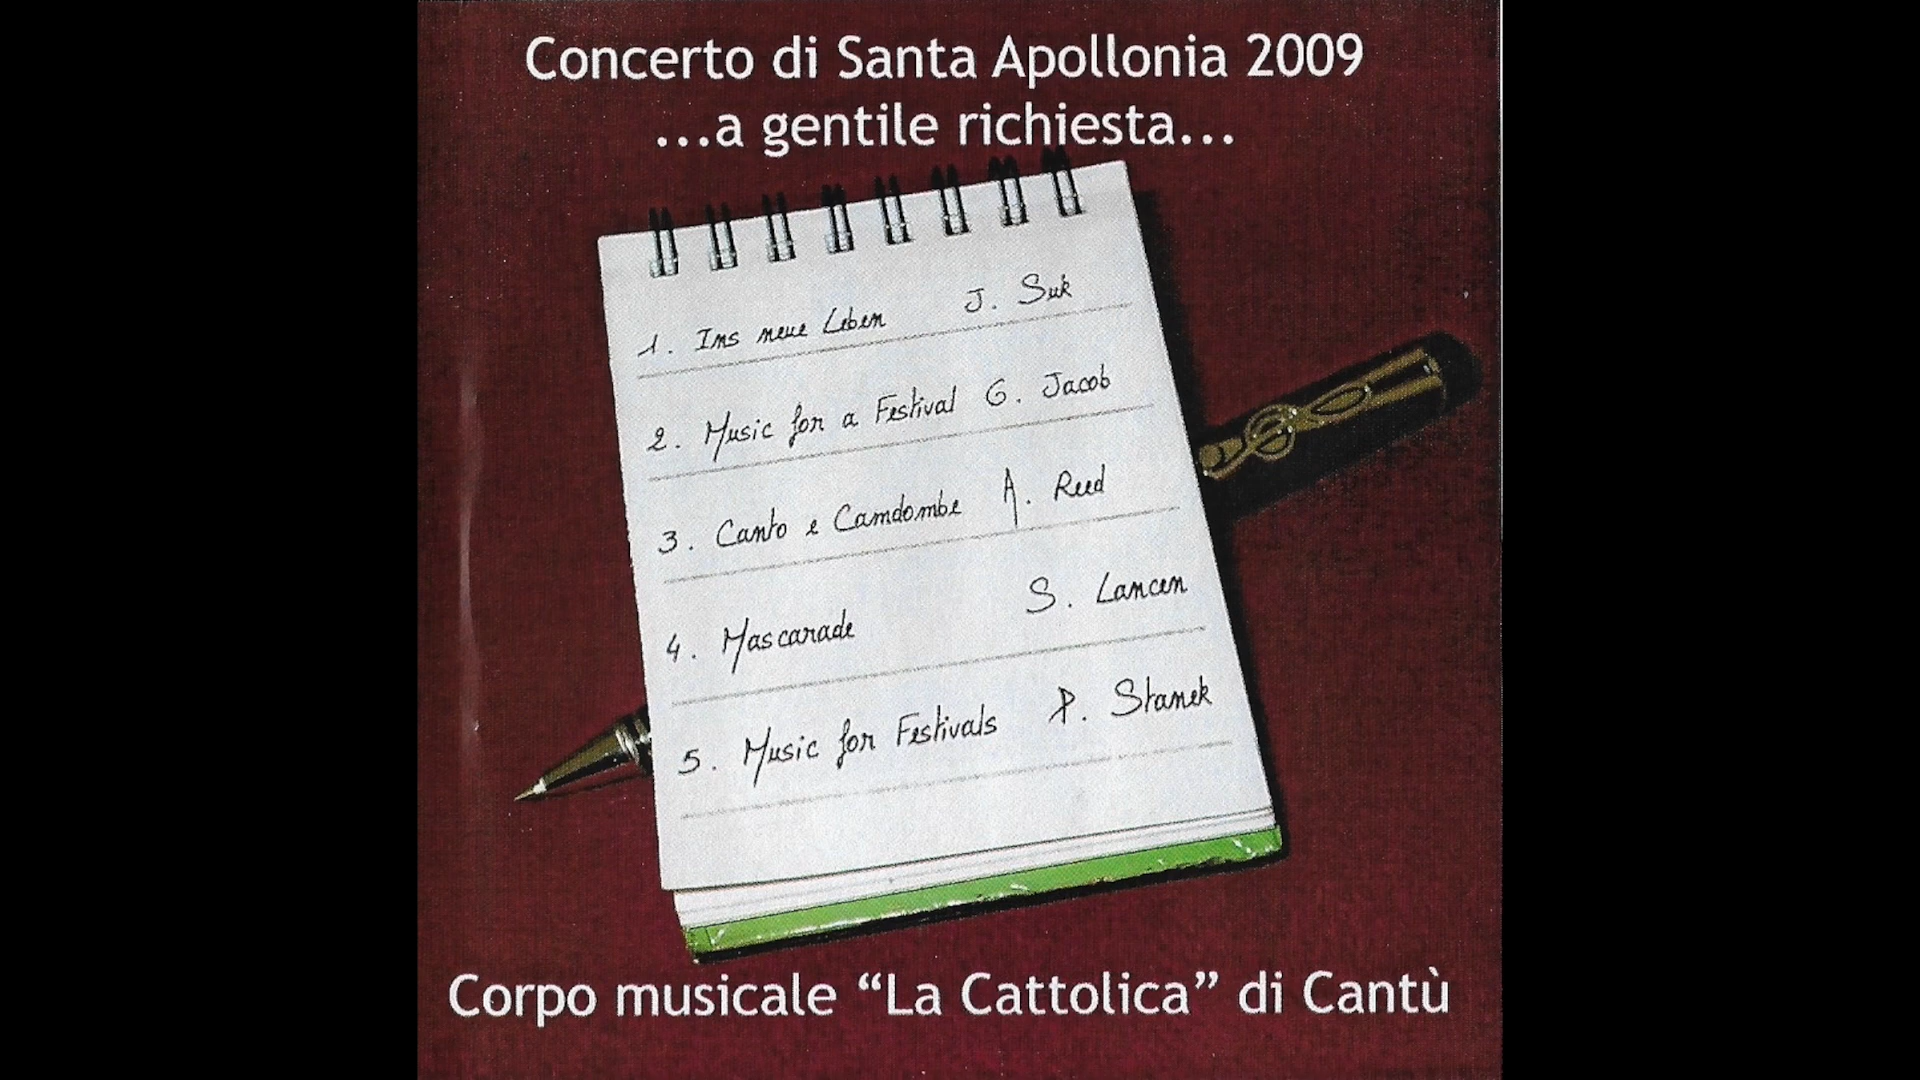 Concerto di Santa Apollonia 2009
...a gentile richiesta...
1. Ins neue Leben J. Suk
2. Music for a Festival G. Jacob
3. Canto e Camdombe A. Reed
4. Mascarade S. Lancen
5. Music for Festivals P. Stanek
Corpo musicale “La Cattolica” di Cantù